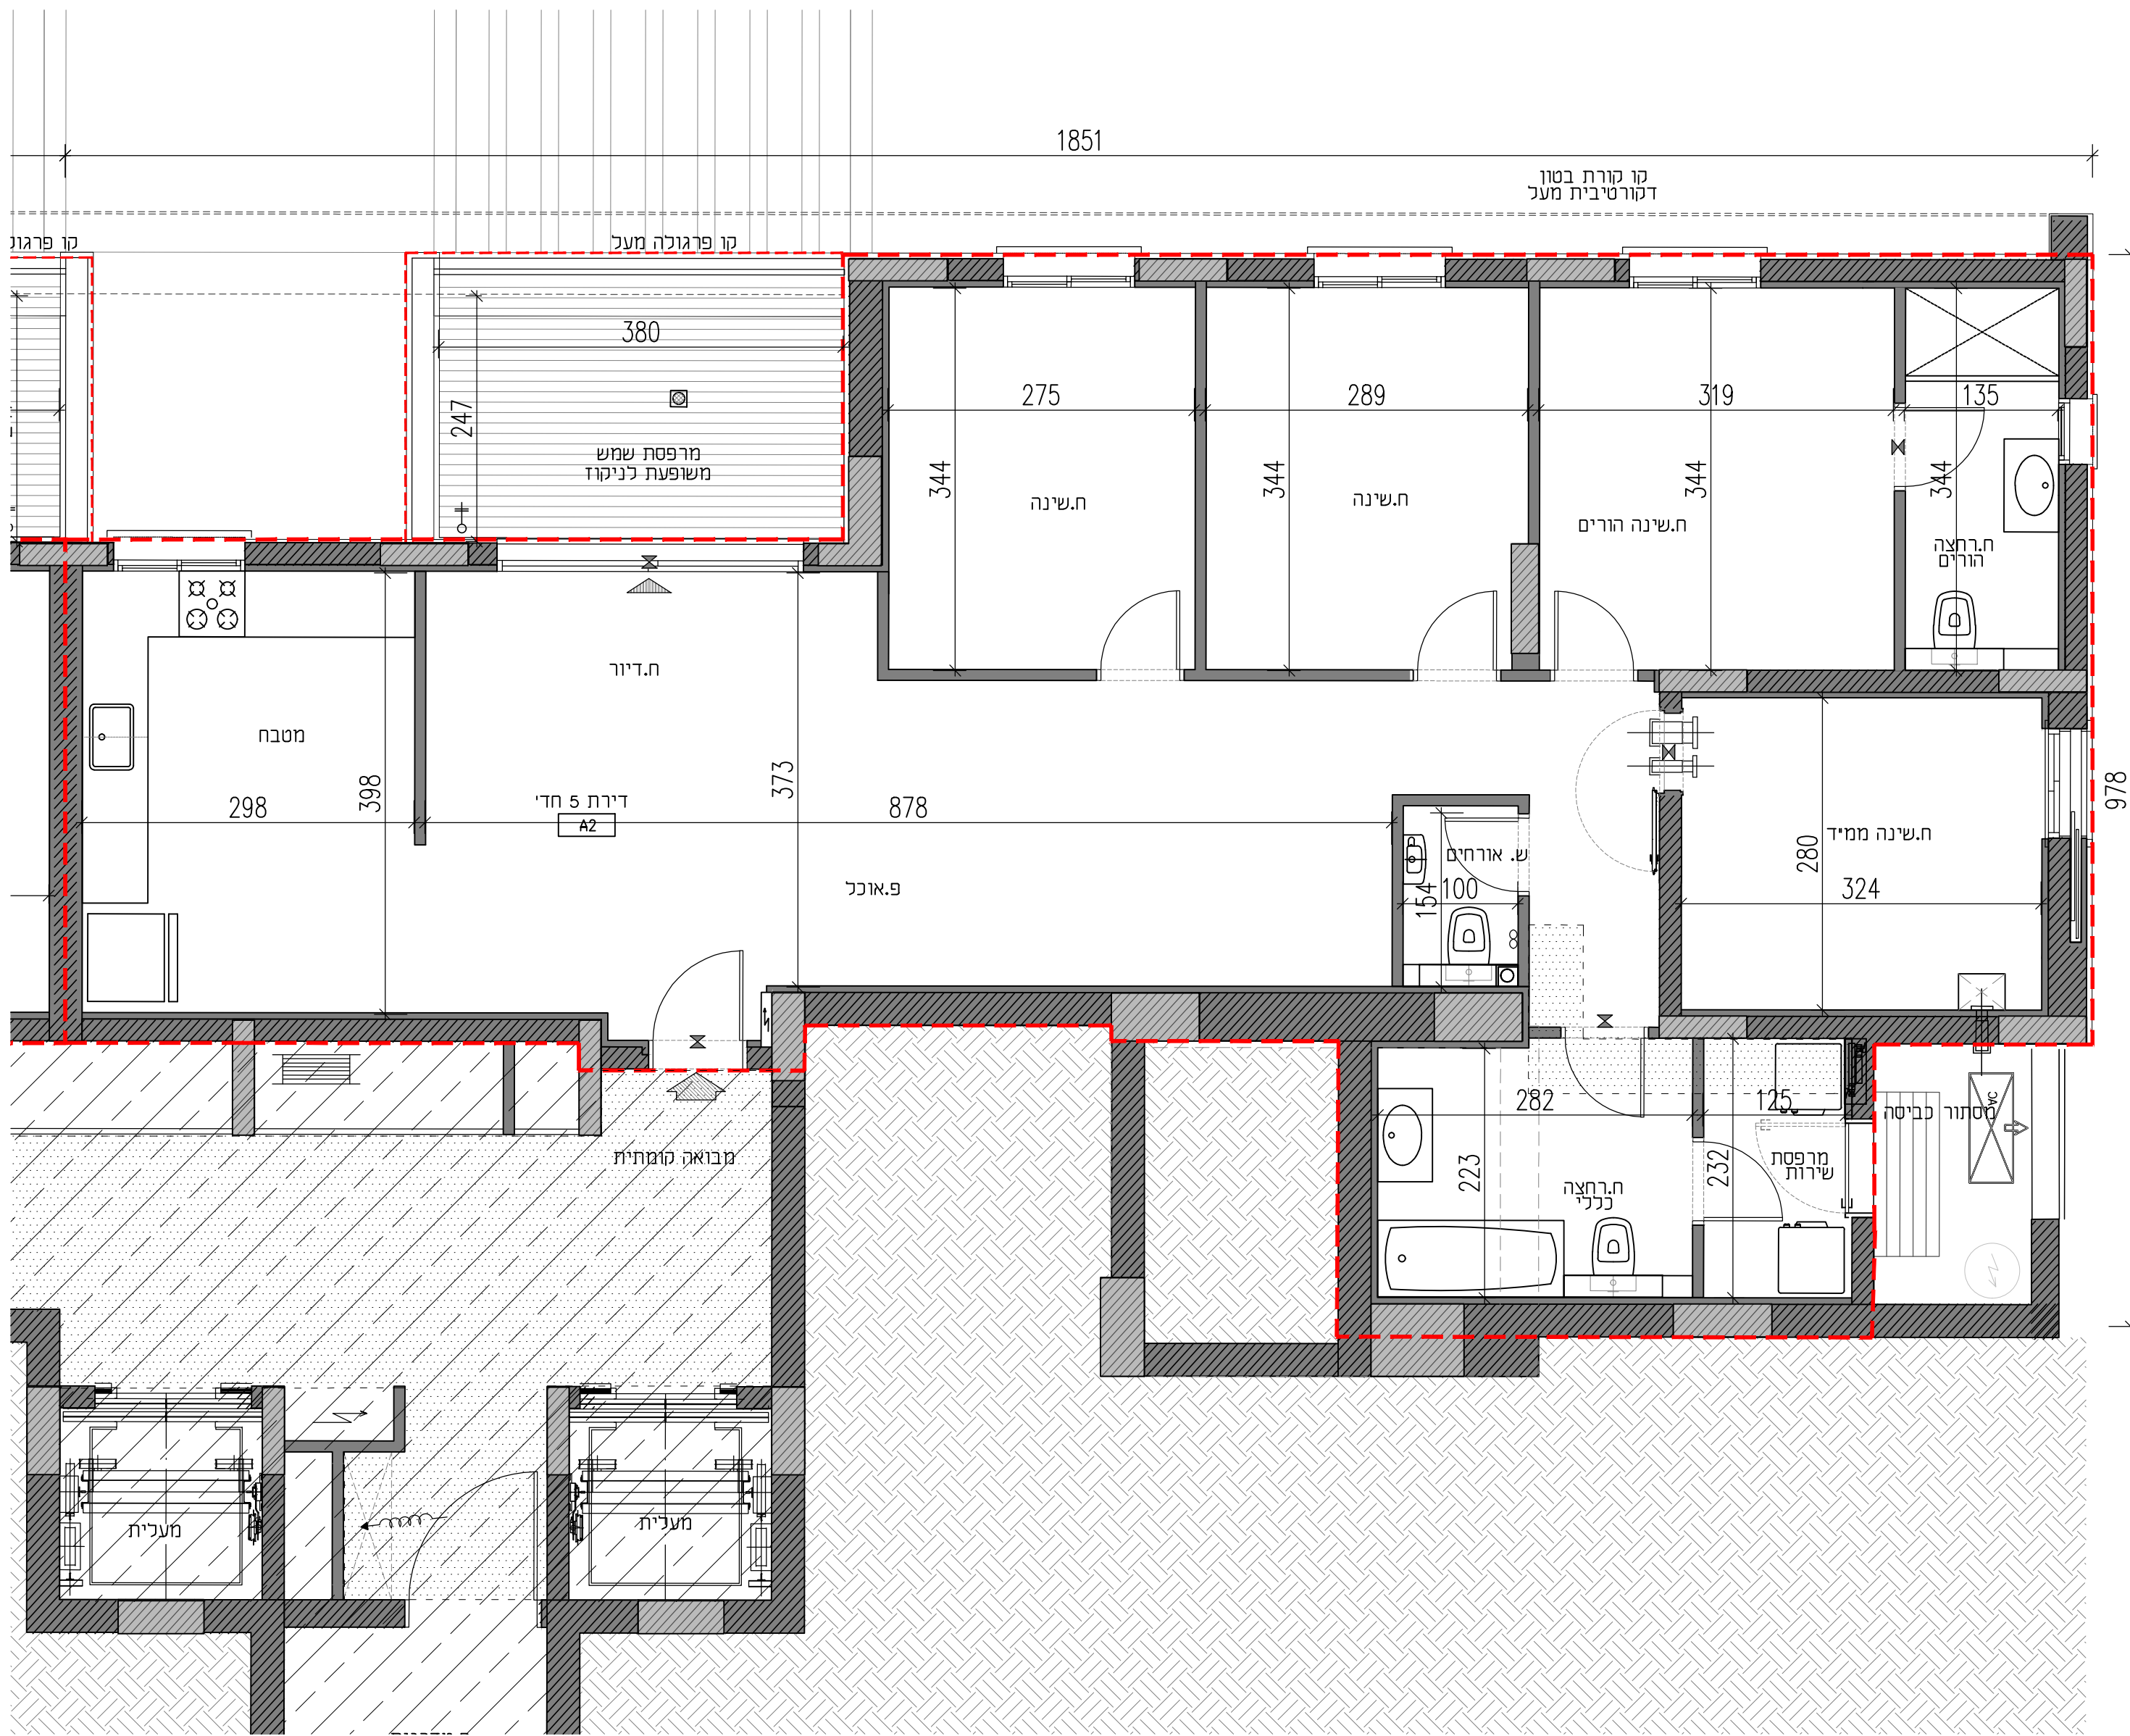 1851
קו קורת בטון
דקורטיבית מעל
קו פרגול
קו פרגולה מעל
380
247
מרפסת שמש
משופעת לניקוז
275
289
319
135
344
344
344
344
ח.שינה
ח.שינה
ח.שינה הורים
ח.רחצה
הורים
ח.דיור
מטבח
298
398
דירת 5 חדי'
A2
373
878
פ.אוכל
ש. אורחים
154
100
ח.שינה ממ"ד
280
324
978
282
125
223
232
ח.רחצה
כללי
מרפסת
שירות
מסתור כביסה
AC
מבואה קומתית
מעלית
מעלית